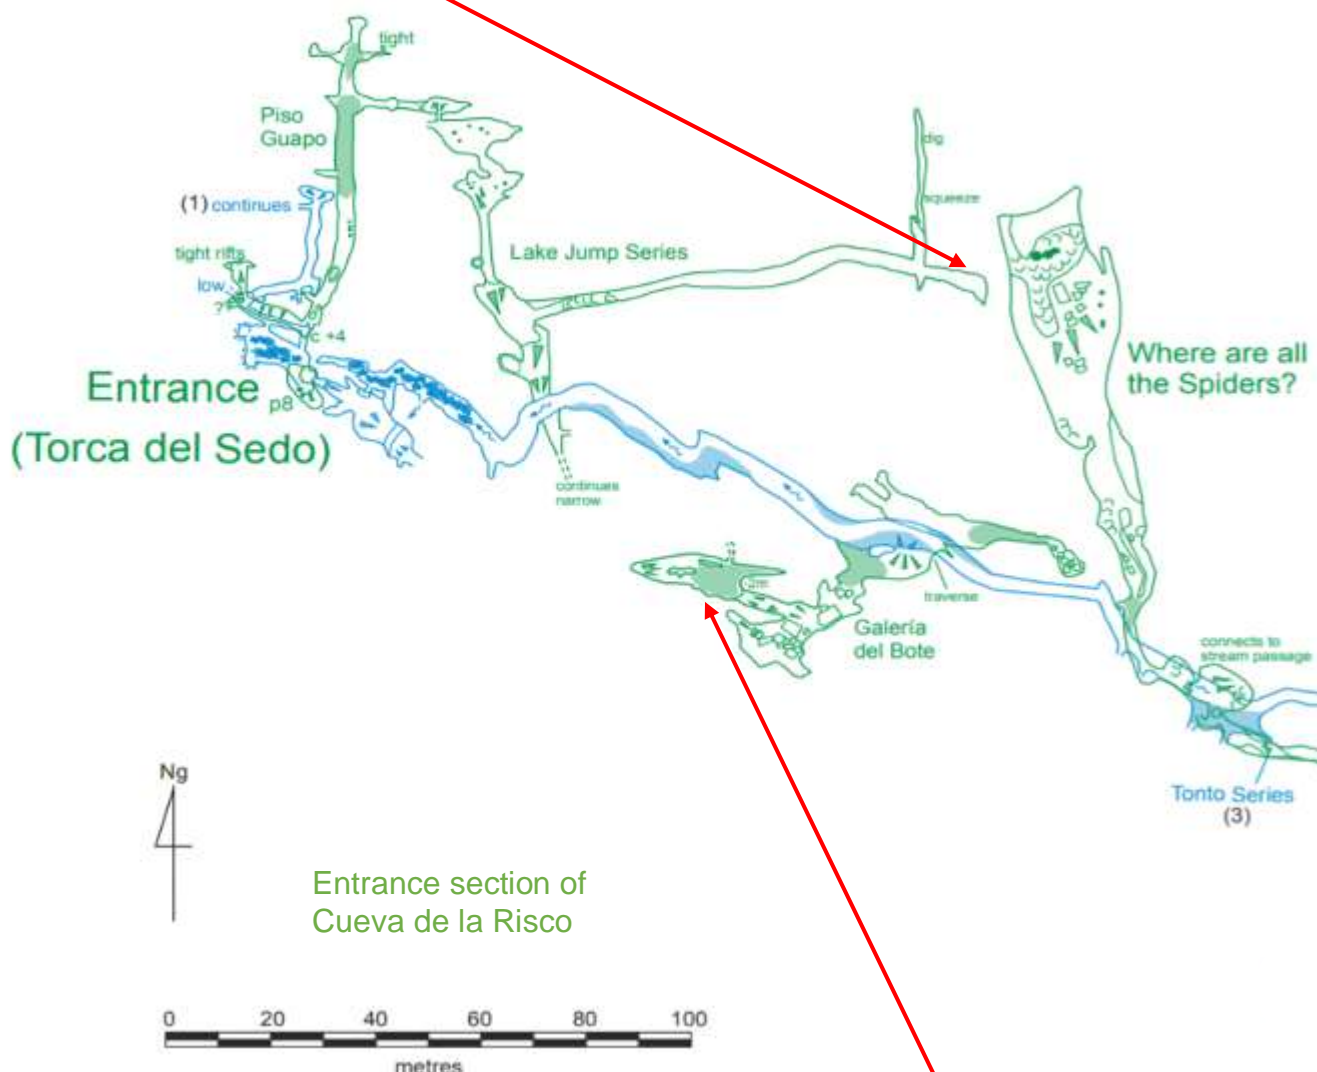 tight
Piso
Guapo
(1) continues
tight rifts
low
?
c +4
Entrance
(Torca del Sedo)
p8
Lake Jump Series
dig
squeeze
Where are all
the Spiders?
continues
narrow
traverse
Galería
del Bote
connects to
stream passage
Tonto Series
(3)
Ng
Entrance section of
Cueva de la Risco
0 20 40 60 80 100
metres